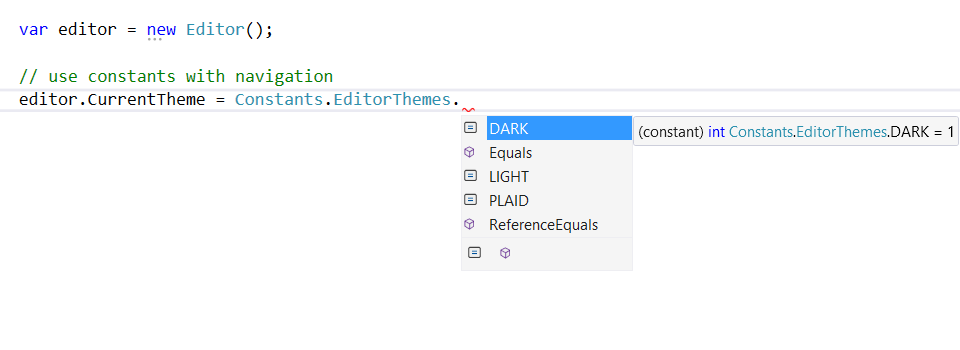 var editor = new Editor();
// use constants with navigation
editor.CurrentTheme = Constants.EditorThemes.
DARK
(constant) int Constants.EditorThemes.DARK = 1
Equals
LIGHT
PLAID
ReferenceEquals